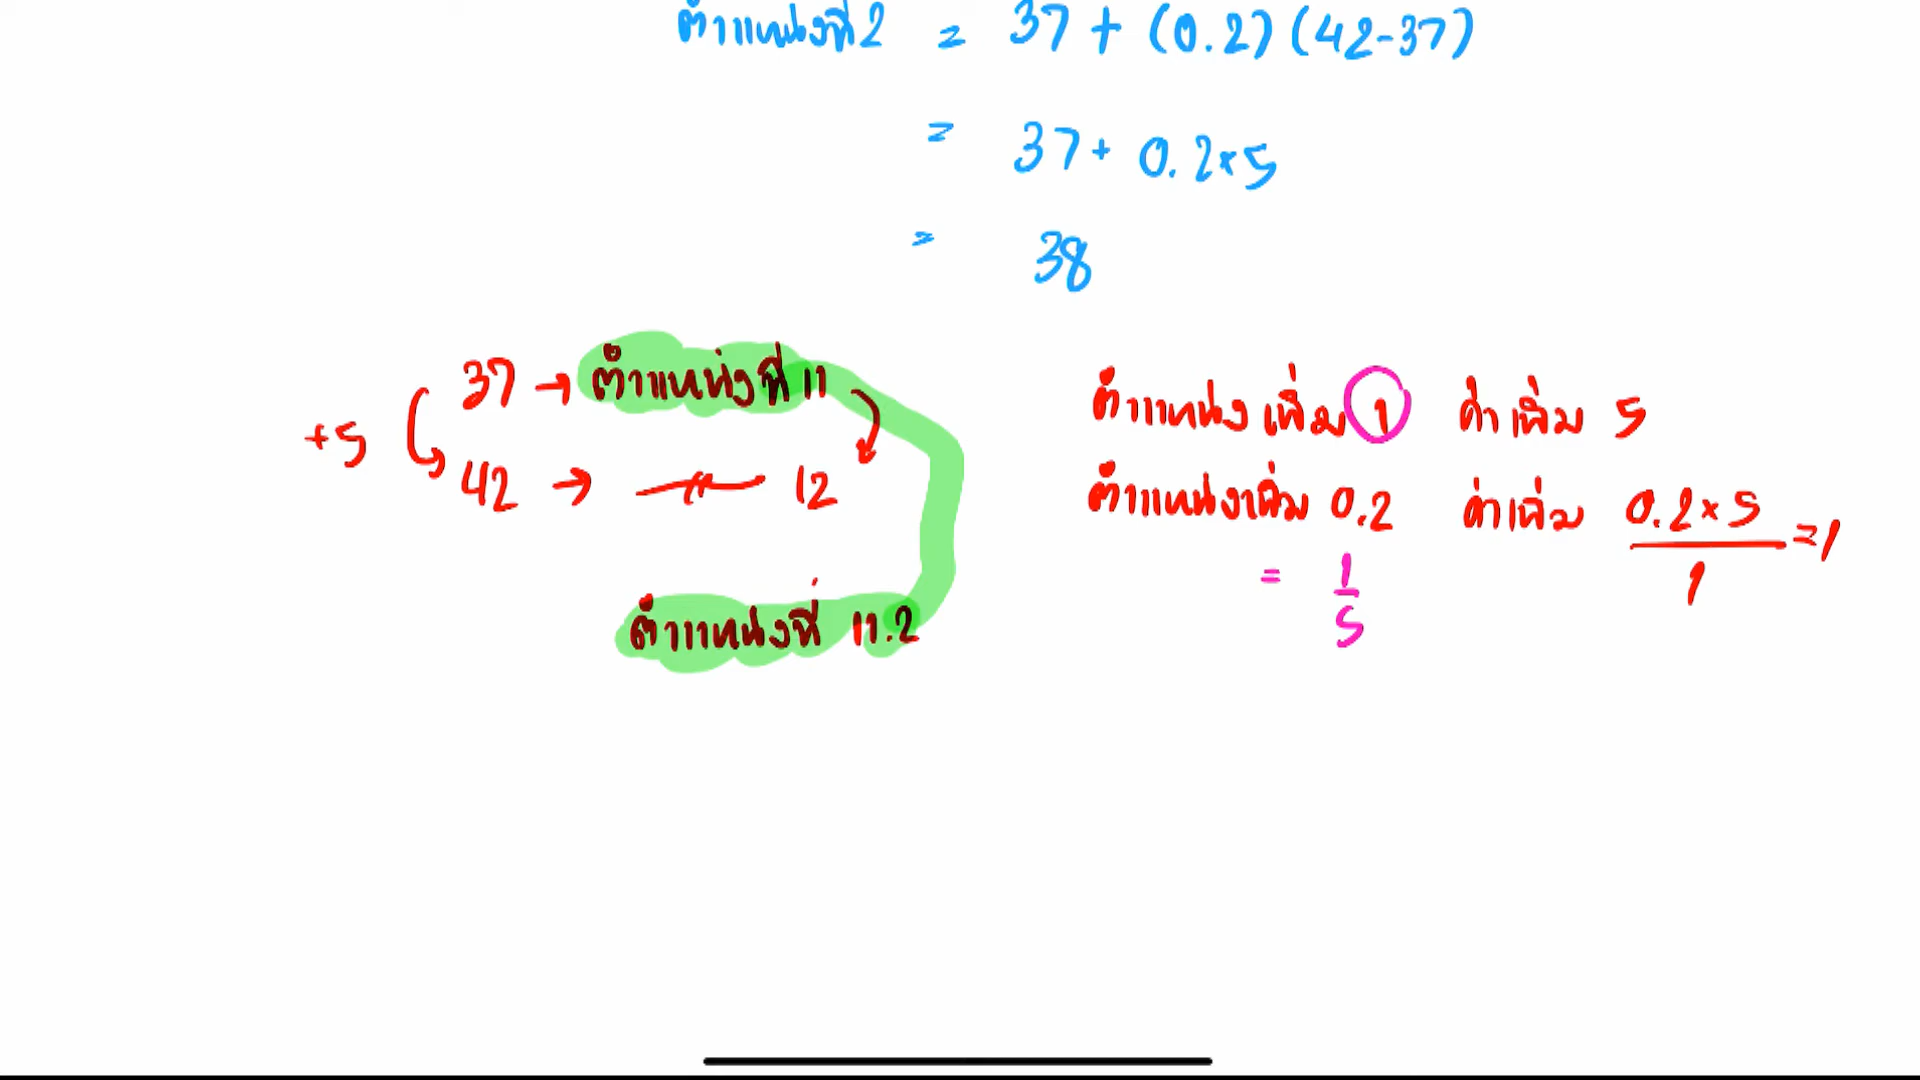 ตำแหน่งที่ 2 = 37 + (0.2)(42-37)
= 37 + 0.2×5
= 38
37 → ตำแหน่งที่ 11
+5
42 → 〃 12
ตำแหน่งที่ 11.2
ตำแหน่งเพิ่ม 1 ค่าเพิ่ม 5
ตำแหน่งเพิ่ม 0.2 ค่าเพิ่ม 0.2×5/1 = 1
= 1/5